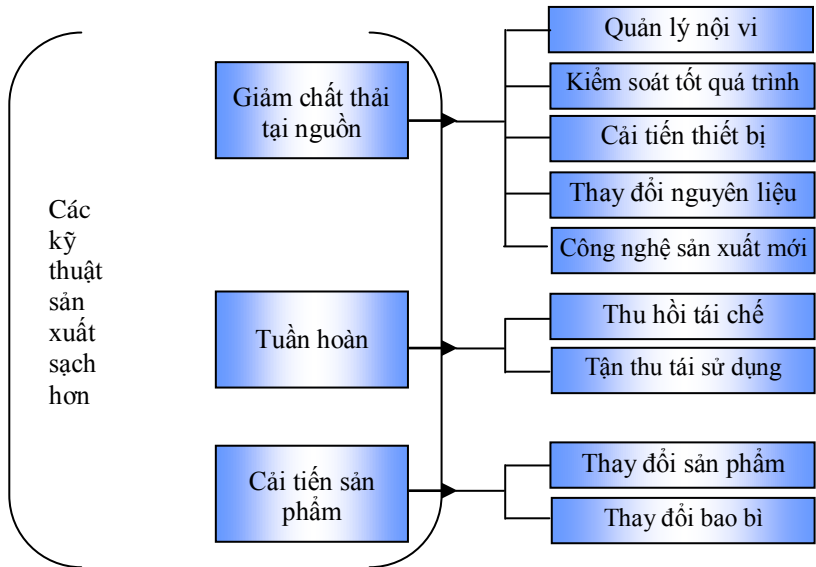 Các
kỹ
thuật
sản
xuất
sạch
hơn
Giảm chất thải
tại nguồn
Quản lý nội vi
Kiểm soát tốt quá trình
Cải tiến thiết bị
Thay đổi nguyên liệu
Công nghệ sản xuất mới
Tuần hoàn
Thu hồi tái chế
Tận thu tái sử dụng
Cải tiến sản
phẩm
Thay đổi sản phẩm
Thay đổi bao bì